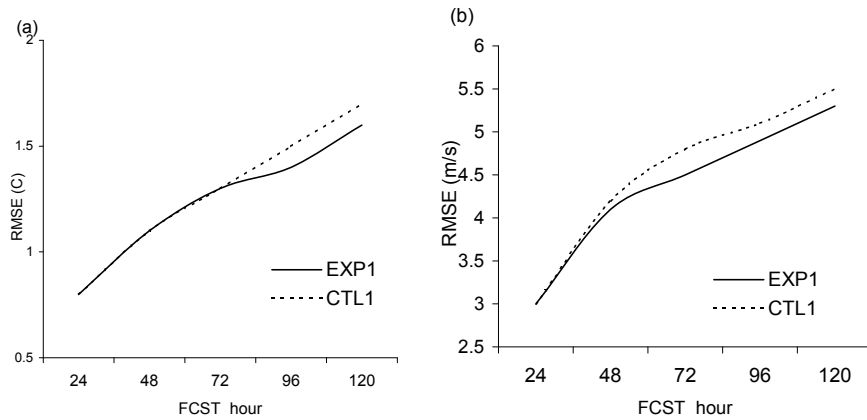 (a)
2
1.5
1
0.5
RMSE (C)
EXP1
CTL1
24 48 72 96 120
FCST hour
(b)
6
5.5
5
4.5
4
3.5
3
2.5
RMSE (m/s)
EXP1
CTL1
24 48 72 96 120
FCST hour